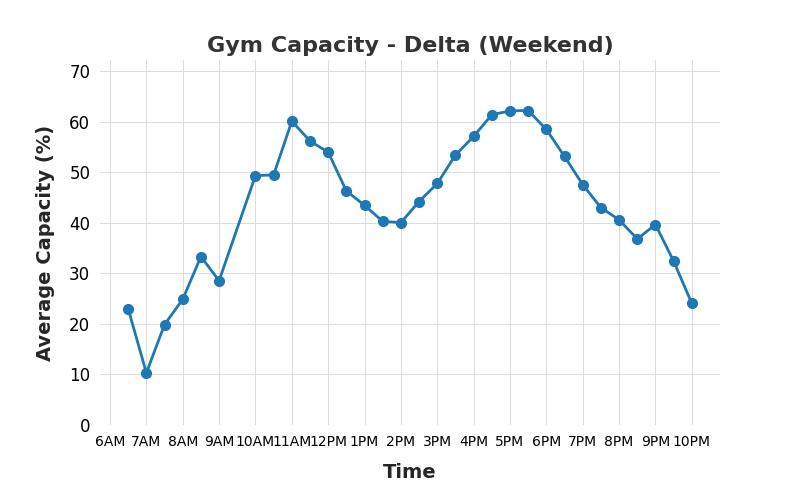 Gym Capacity - Delta (Weekend)
70
60
50
40
30
20
10
0
Average Capacity (%)
6AM 7AM 8AM 9AM 10AM 11AM 12PM 1PM 2PM 3PM 4PM 5PM 6PM 7PM 8PM 9PM 10PM
Time